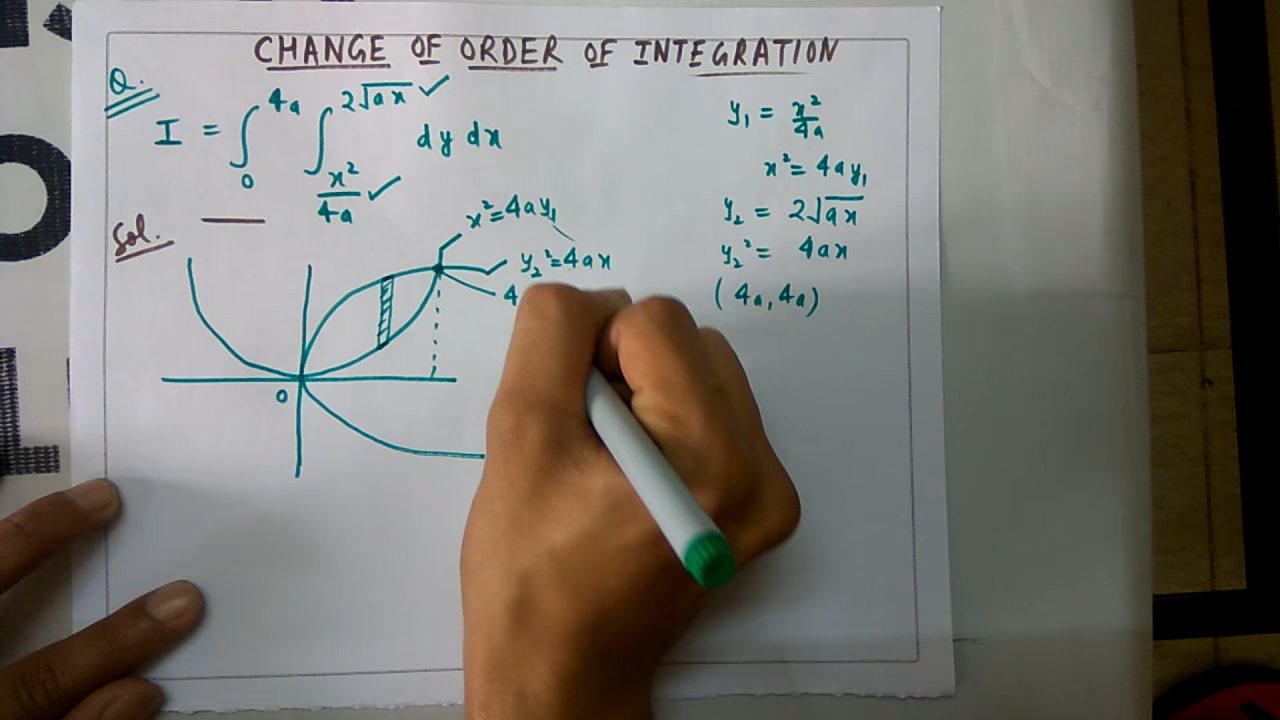 CHANGE OF ORDER OF INTEGRATION
Q.
I = ∫₀^{4a} ∫_{x²/4a}^{2√ax} ✓ ✓ dy dx
Sol.
x² = 4ay₁
y₂² = 4ax
4
O
y₁ = x²/4a
x² = 4ay₁
y₂ = 2√ax
y₂² = 4ax
(4a, 4a)